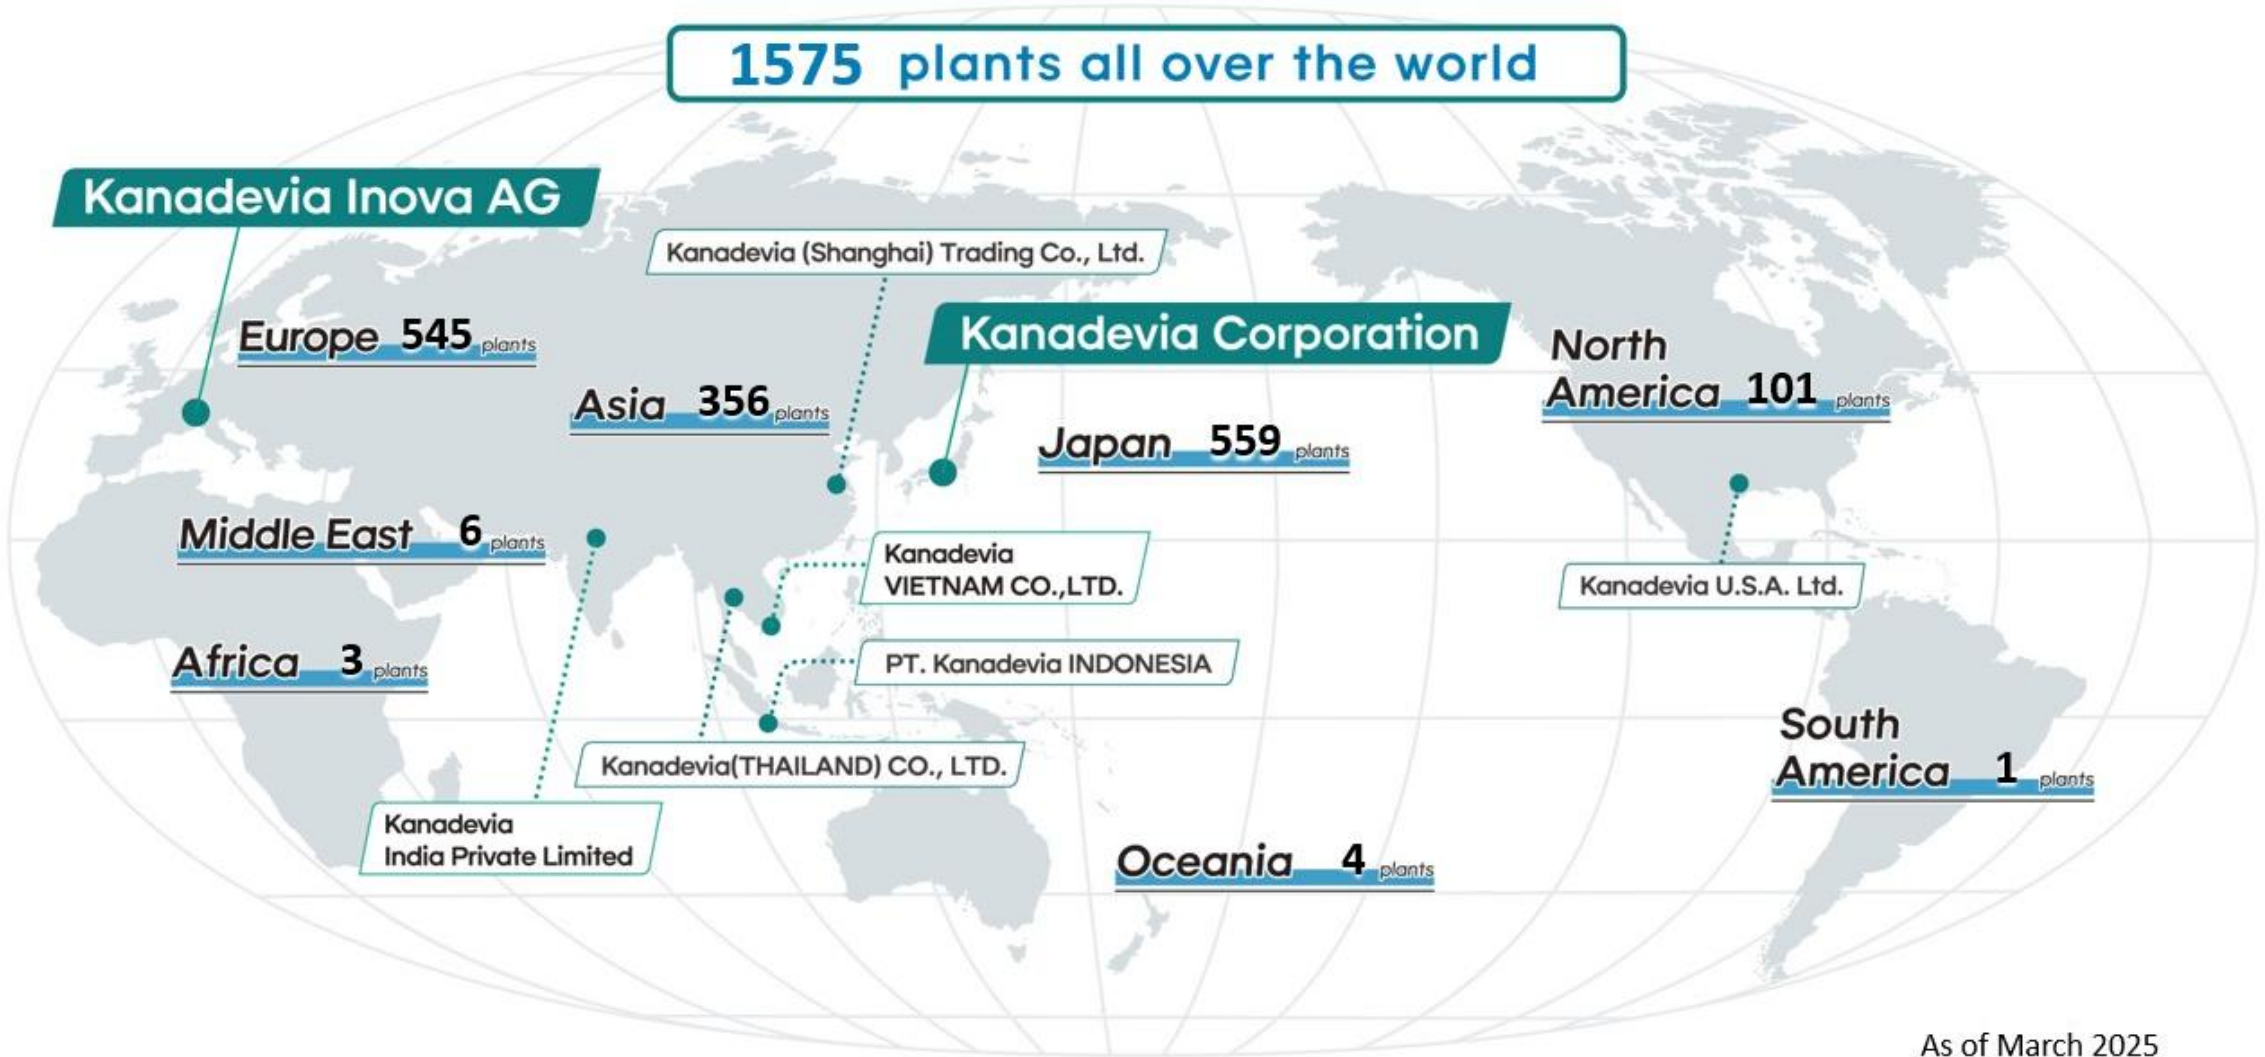 1575 plants all over the world
Kanadevia Inova AG
Kanadevia (Shanghai) Trading Co., Ltd.
Kanadevia Corporation
Europe 545 plants
Asia 356 plants
Japan 559 plants
North
America 101 plants
Middle East 6 plants
Kanadevia
VIETNAM CO.,LTD.
Kanadevia U.S.A. Ltd.
Africa 3 plants
PT. Kanadevia INDONESIA
Kanadevia(THAILAND) CO., LTD.
South
America 1 plants
Kanadevia
India Private Limited
Oceania 4 plants
As of March 2025